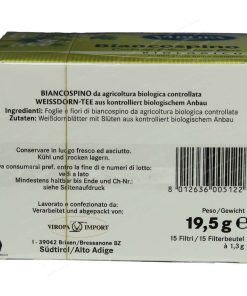 Biancospino
BIANCOSPINO da agricoltura biologica controllata
WEISSDORN-TEE aus kontrolliert biologischem Anbau
Ingredienti: Foglie e fiori di biancospino da agricoltura biologica controllata
Zutaten: Weißdornblätter mit Blüten aus kontrolliert biologischem Anbau
Conservare in luogo fresco ed asciutto.
Kühl und trocken lagern.
da consumarsi pref. entro la fine di e numero di lotto:
vedi a lato
Mindestens haltbar bis Ende und Ch-Nr.:
siehe Seitenaufdruck
8 012636 005122
Lavorato e confezionato da:
Verarbeitet und abgepackt von:
VIROPA IMPORT
I - 39042 Brixen/Bressanone BZ
Südtirol/Alto Adige
Peso/Gewicht
19,5g e
15 Filtri/15 Filterbeutel
à 1,3g